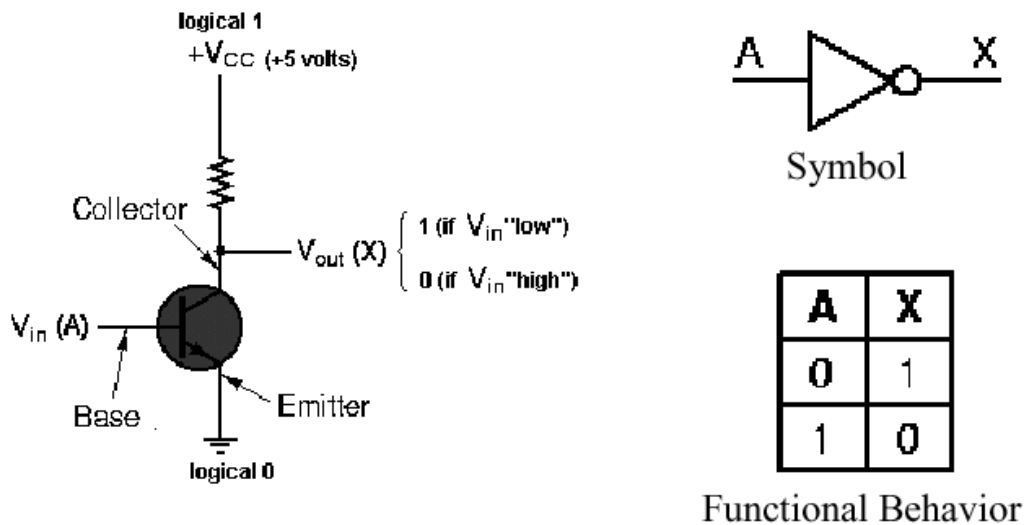 logical 1
+VCC (+5 volts)
Collector
Vout (X)
1 (if Vin "low")
0 (if Vin "high")
Vin (A)
Base
Emitter
logical 0
A X
Symbol
A X
0 1
1 0
Functional Behavior